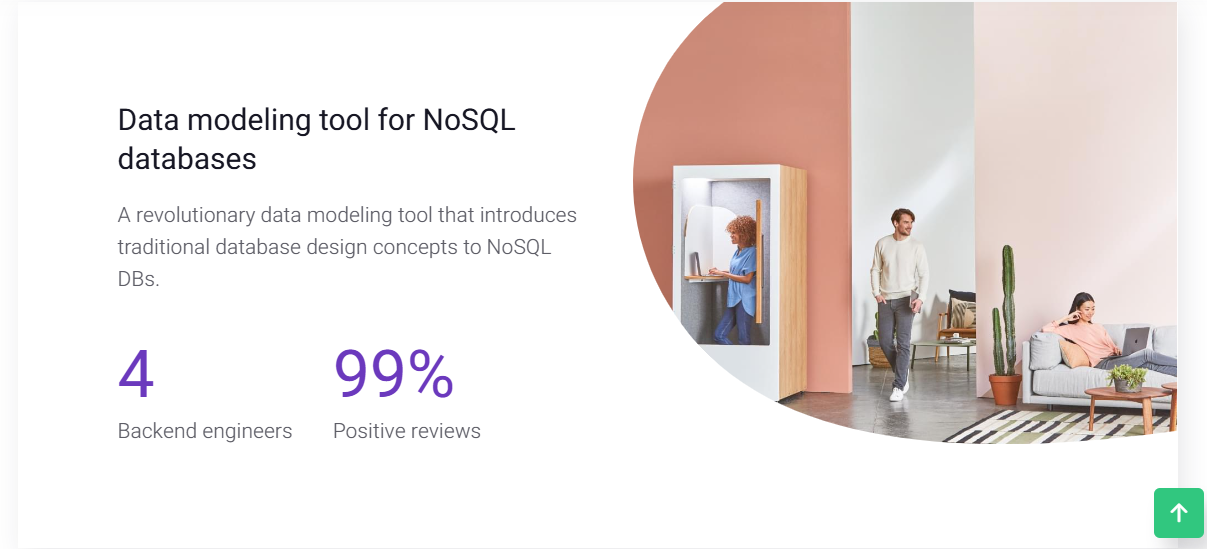 Data modeling tool for NoSQL
databases
A revolutionary data modeling tool that introduces
traditional database design concepts to NoSQL
DBs.
4
Backend engineers
99%
Positive reviews